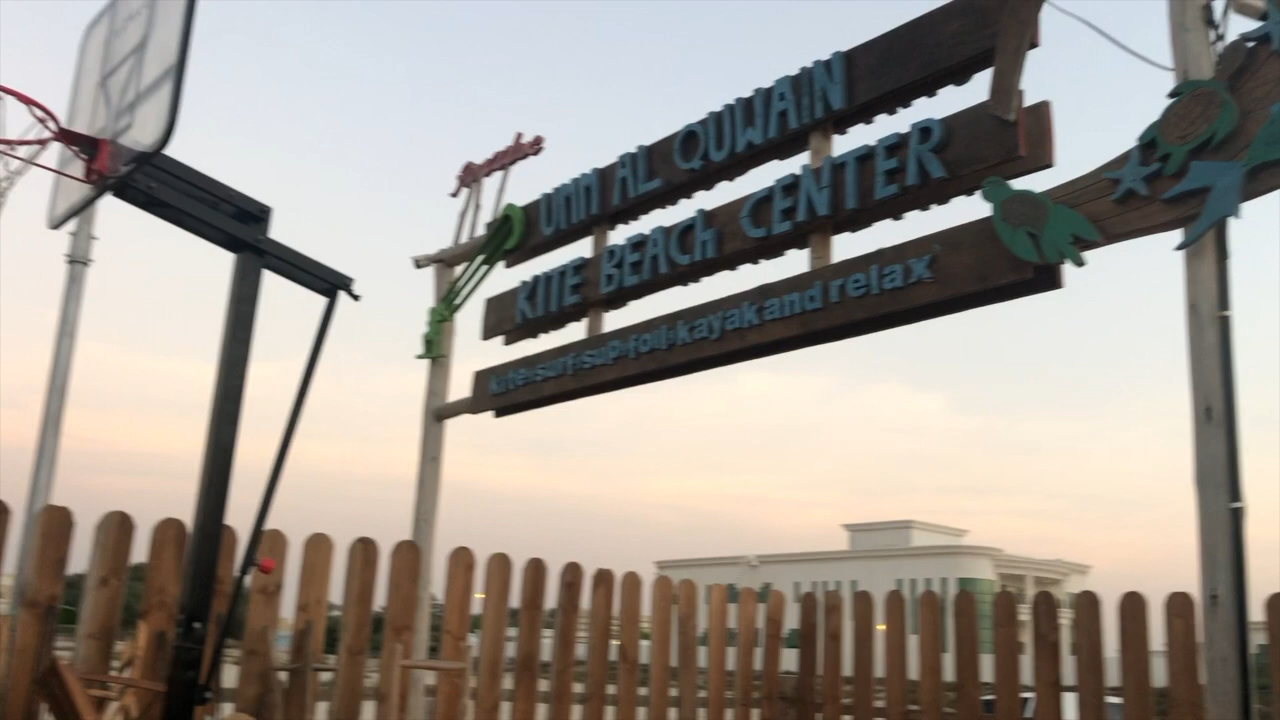 UMM AL QUWAIN
KITE BEACH CENTER
kite·surf·sup·foil·kayak and relax